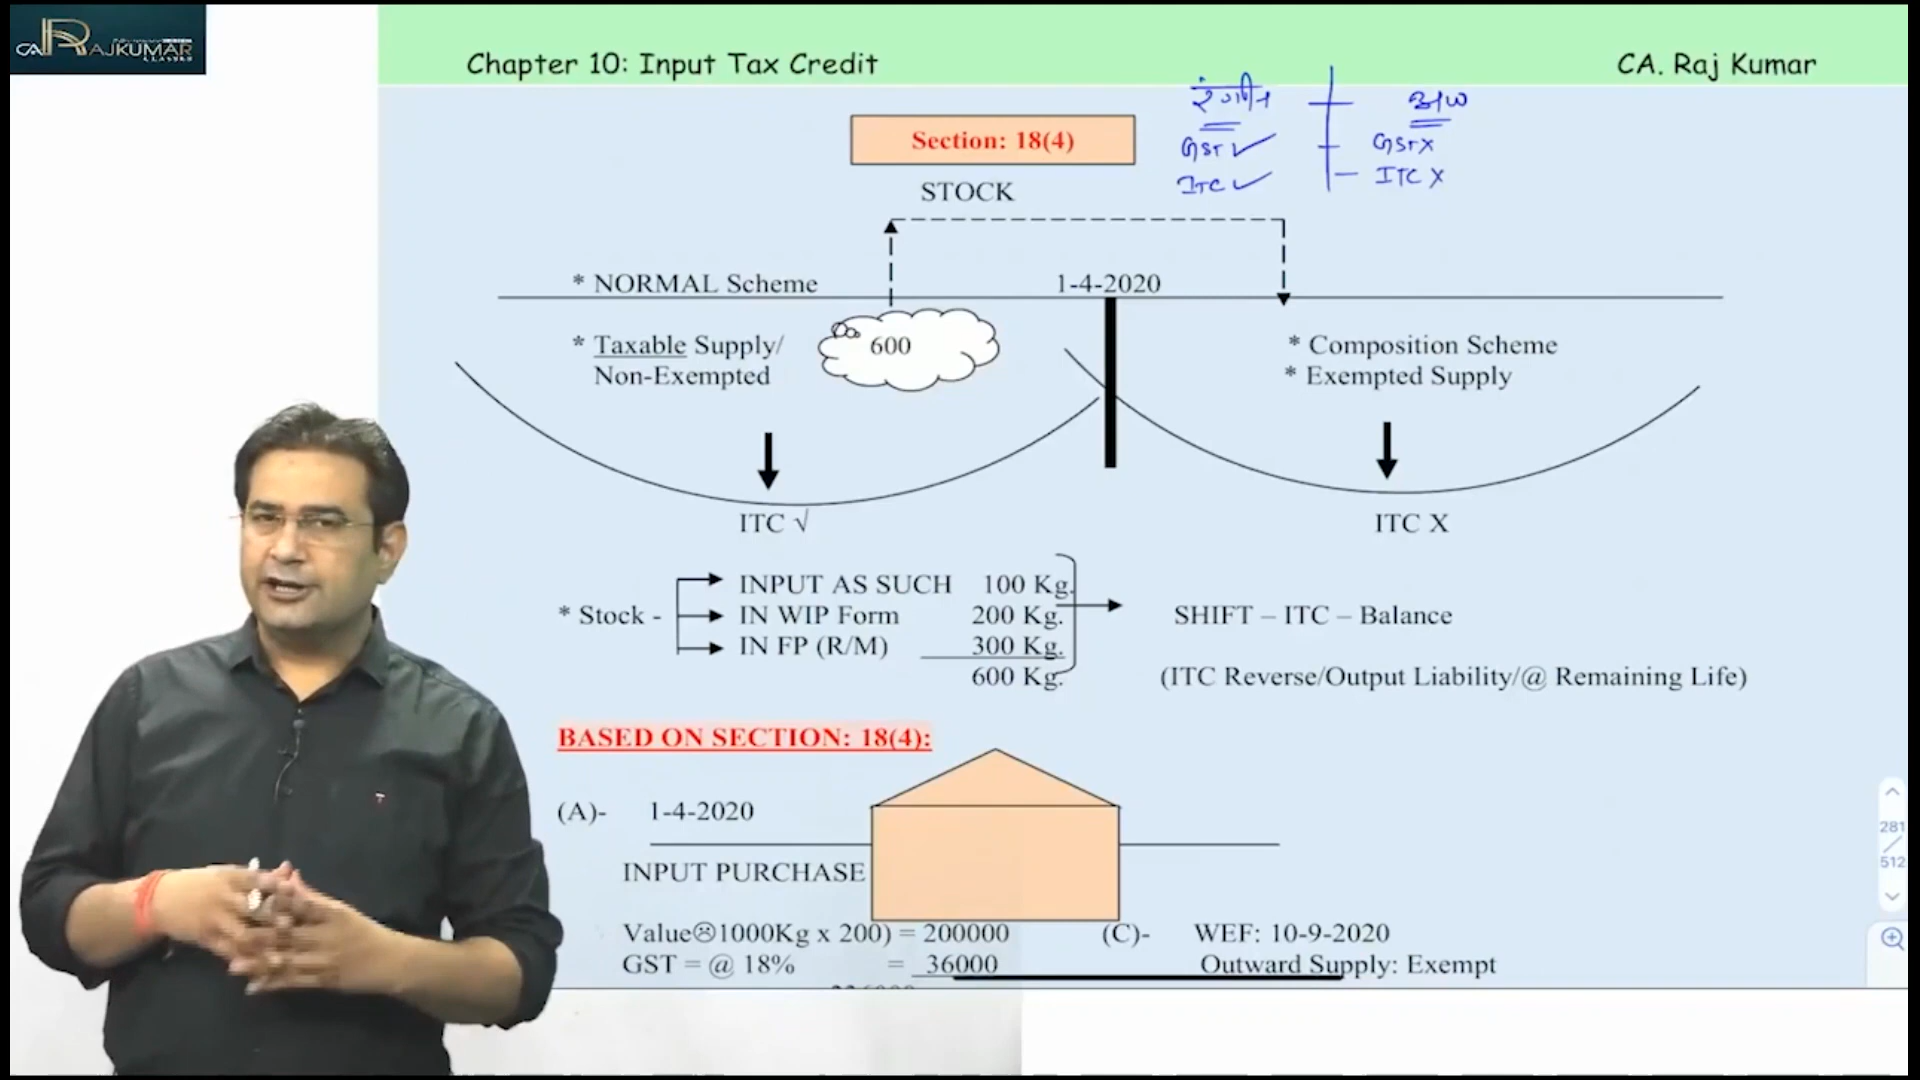 CA RAJKUMAR
CLASSES
Chapter 10: Input Tax Credit
CA. Raj Kumar
Section: 18(4)
STOCK
रंगीन
GST ✓ GST X
ITC ✓ ITC X
* NORMAL Scheme
1-4-2020
* Taxable Supply/
Non-Exempted
600
* Composition Scheme
* Exempted Supply
ITC √
ITC X
INPUT AS SUCH 100 Kg.
* Stock - IN WIP Form 200 Kg.
IN FP (R/M) 300 Kg.
600 Kg.
SHIFT – ITC – Balance
(ITC Reverse/Output Liability/@ Remaining Life)
BASED ON SECTION: 18(4):
(A)- 1-4-2020
INPUT PURCHASE
Value☹1000Kg x 200) = 200000
GST = @ 18% = 36000
(C)- WEF: 10-9-2020
Outward Supply: Exempt
281
/
512